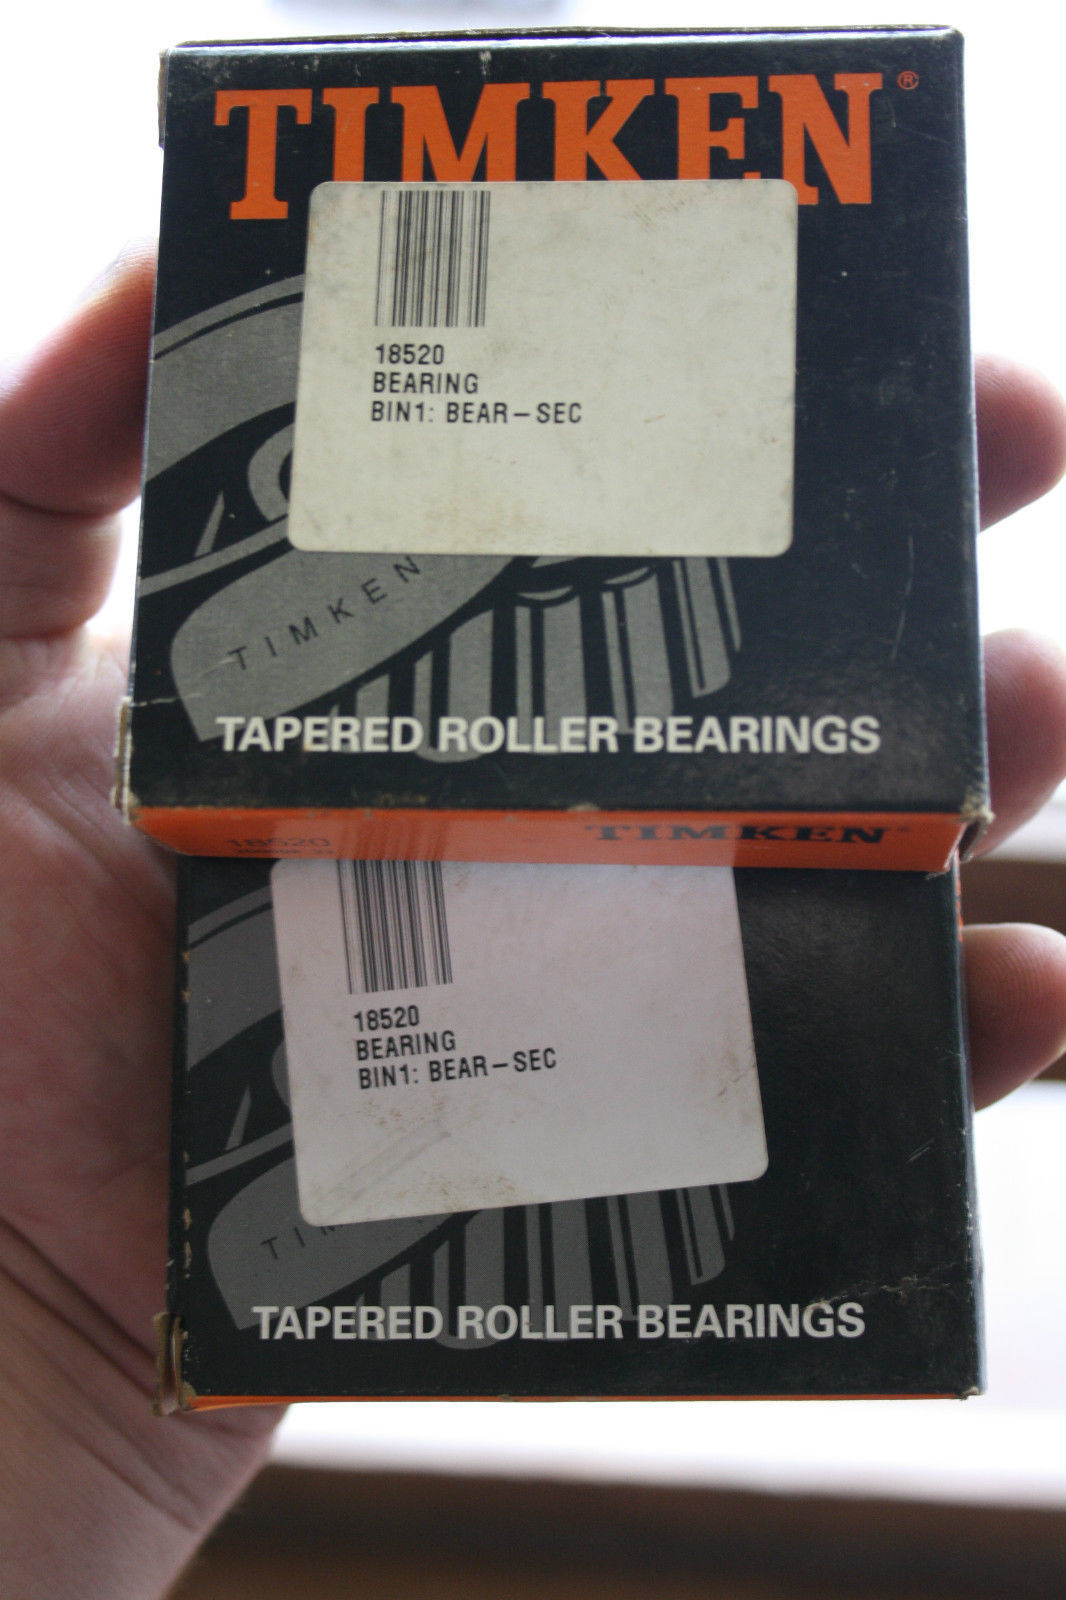 TIMKEN®
18520
BEARING
BIN1: BEAR-SEC
TIMKEN
TAPERED ROLLER BEARINGS
18520 TIMKEN
18520
BEARING
BIN1: BEAR-SEC
TAPERED ROLLER BEARINGS